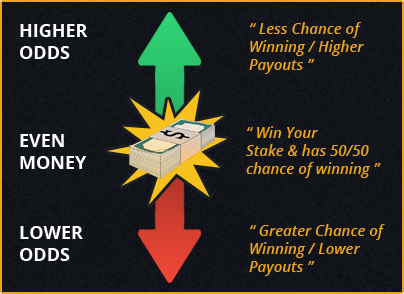 HIGHER
ODDS
“ Less Chance of
Winning / Higher
Payouts ”
EVEN
MONEY
$
“ Win Your
Stake & has 50/50
chance of winning ”
LOWER
ODDS
“ Greater Chance of
Winning / Lower
Payouts ”